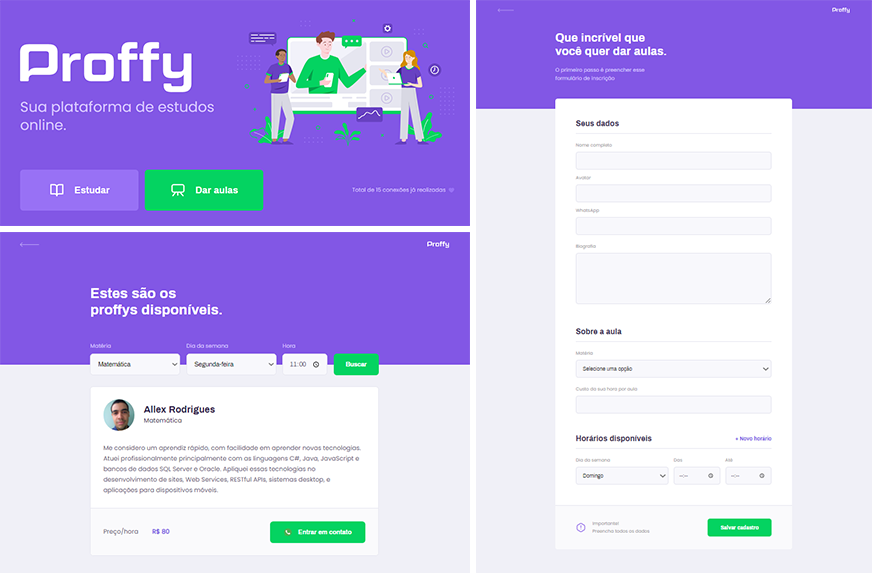 Proffy
Sua plataforma de estudos
online.
Estudar
Dar aulas
Total de 15 conexões já realizadas
Proffy
Estes são os
proffys disponíveis.
Matéria
Dia da semana
Hora
Matemática
Segunda-feira
11:00
Buscar
Allex Rodrigues
Matemática
Me considero um aprendiz rápido, com facilidade em aprender novas tecnologias.
Atuei profissionalmente principalmente com as linguagens C#, Java, JavaScript e
bancos de dados SQL Server e Oracle. Apliquei essas tecnologias no
desenvolvimento de sites, Web Services, RESTful APIs, sistemas desktop, e
aplicações para dispositivos móveis.
Preço/hora
R$ 80
Entrar em contato
Proffy
Que incrível que
você quer dar aulas.
O primeiro passo é preencher esse
formulário de inscrição
Seus dados
Nome completo
Avatar
WhatsApp
Biografia
Sobre a aula
Matéria
Selecione uma opção
Custo da sua hora por aula
Horários disponíveis
+ Novo horário
Dia da semana
Das
Até
Domingo
--:--
--:--
Importante!
Preencha todos os dados
Salvar cadastro